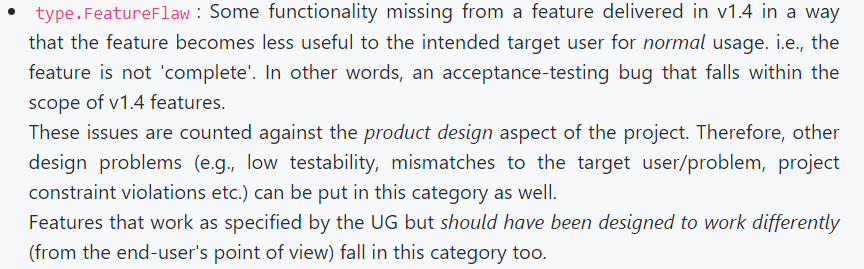 • type.FeatureFlaw : Some functionality missing from a feature delivered in v1.4 in a way
that the feature becomes less useful to the intended target user for normal usage. i.e., the
feature is not 'complete'. In other words, an acceptance-testing bug that falls within the
scope of v1.4 features.
These issues are counted against the product design aspect of the project. Therefore, other
design problems (e.g., low testability, mismatches to the target user/problem, project
constraint violations etc.) can be put in this category as well.
Features that work as specified by the UG but should have been designed to work differently
(from the end-user's point of view) fall in this category too.